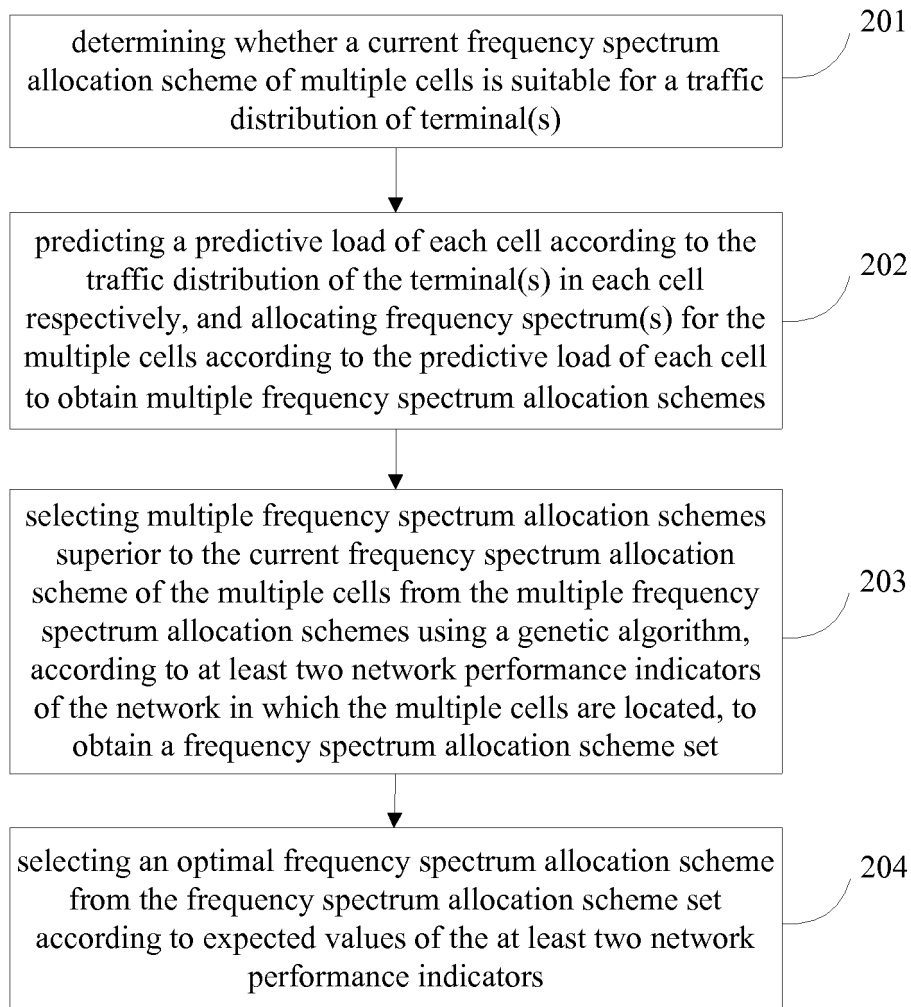 determining whether a current frequency spectrum
allocation scheme of multiple cells is suitable for a traffic
distribution of terminal(s)
201
predicting a predictive load of each cell according to the
traffic distribution of the terminal(s) in each cell
respectively, and allocating frequency spectrum(s) for the
multiple cells according to the predictive load of each cell
to obtain multiple frequency spectrum allocation schemes
202
selecting multiple frequency spectrum allocation schemes
superior to the current frequency spectrum allocation
scheme of the multiple cells from the multiple frequency
spectrum allocation schemes using a genetic algorithm,
according to at least two network performance indicators
of the network in which the multiple cells are located, to
obtain a frequency spectrum allocation scheme set
203
selecting an optimal frequency spectrum allocation scheme
from the frequency spectrum allocation scheme set
according to expected values of the at least two network
performance indicators
204